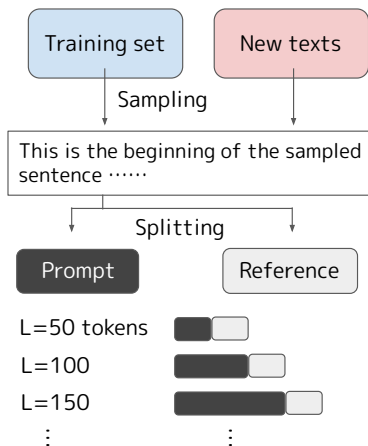 Training set
New texts
Sampling
This is the beginning of the sampled
sentence ⋯⋯
Splitting
Prompt
Reference
L=50 tokens
L=100
L=150
⋮ ⋮